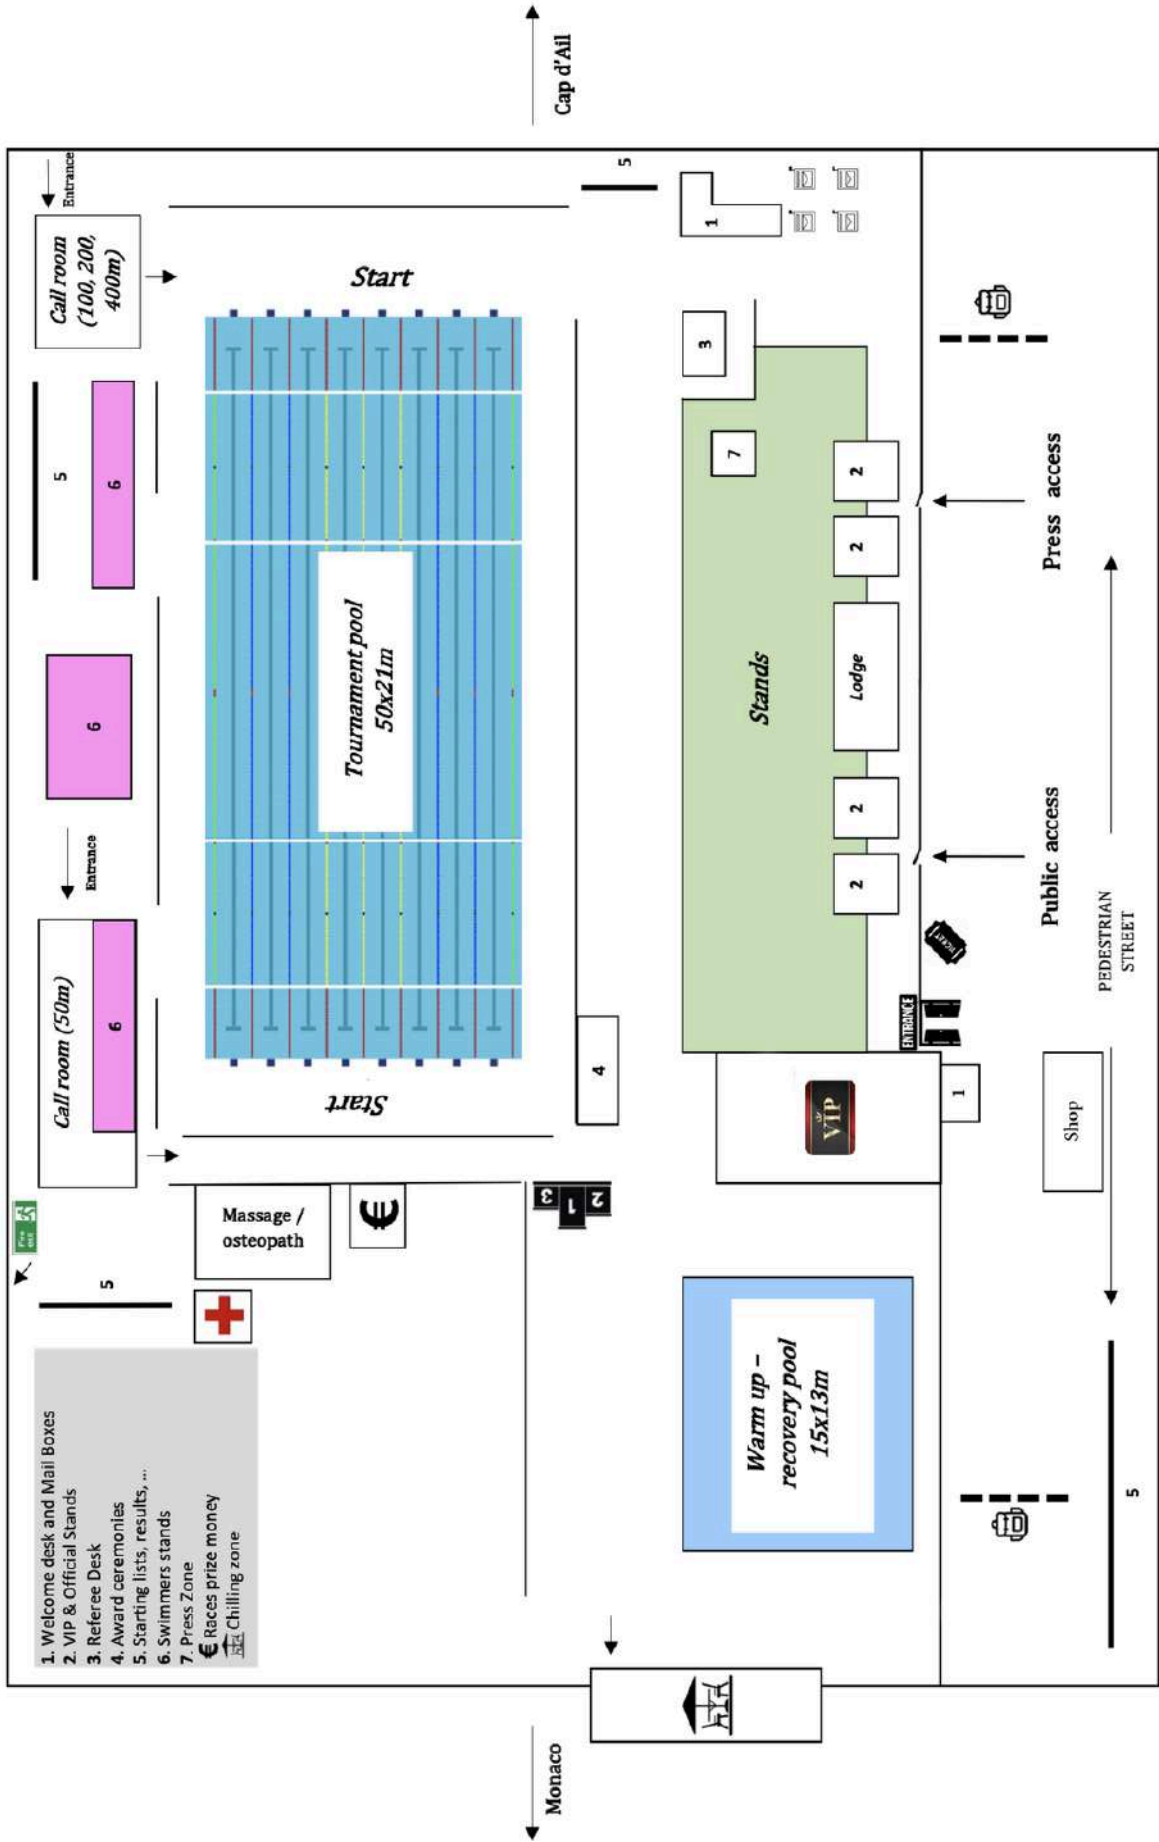 1. Welcome desk and Mail Boxes
2. VIP & Official Stands
3. Referee Desk
4. Award ceremonies
5. Starting lists, results, ...
6. Swimmers stands
7. Press Zone
€ Races prize money
Chilling zone
5
Fire
exit
Call room (50m)
6
Entrance
6
5
6
Call room
(100, 200,
400m)
Entrance
Massage /
osteopath
€
Start
Tournament pool
50x21m
Start
Monaco
Cap d'Ail
3
1
2
4
5
Warm up –
recovery pool
15x13m
VIP
Stands
7
3
1
2
2
Lodge
2
2
1
ENTRANCE
TICKET
Public access
Press access
Shop
PEDESTRIAN
STREET
5